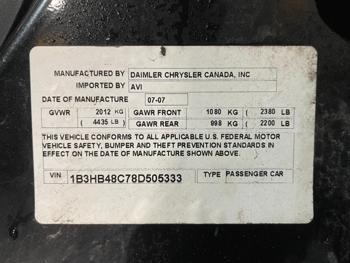 MANUFACTURED BY DAIMLER CHRYSLER CANADA, INC
IMPORTED BY AVI
DATE OF MANUFACTURE 07-07
GVWR 2012 KG GAWR FRONT 1080 KG ( 2380 LB
( 4435 LB ) GAWR REAR 998 KG ( 2200 LB
THIS VEHICLE CONFORMS TO ALL APPLICABLE U.S. FEDERAL MOTOR
VEHICLE SAFETY, BUMPER AND THEFT PREVENTION STANDARDS IN
EFFECT ON THE DATE OF MANUFACTURE SHOWN ABOVE.
VIN 1B3HB48C78D505333 TYPE PASSENGER CAR